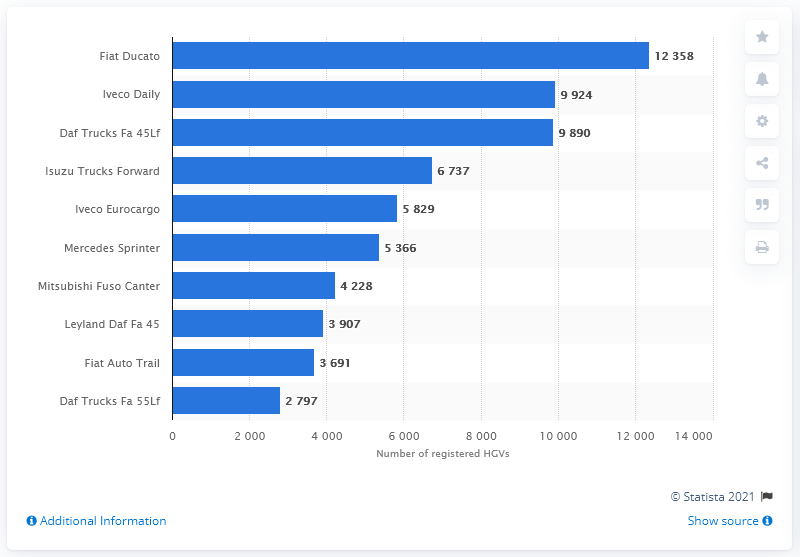 Fiat Ducato 12 358
Iveco Daily 9 924
Daf Trucks Fa 45Lf 9 890
Isuzu Trucks Forward 6 737
Iveco Eurocargo 5 829
Mercedes Sprinter 5 366
Mitsubishi Fuso Canter 4 228
Leyland Daf Fa 45 3 907
Fiat Auto Trail 3 691
Daf Trucks Fa 55Lf 2 797
0 2 000 4 000 6 000 8 000 10 000 12 000 14 000
Number of registered HGVs
© Statista 2021
Additional Information Show source